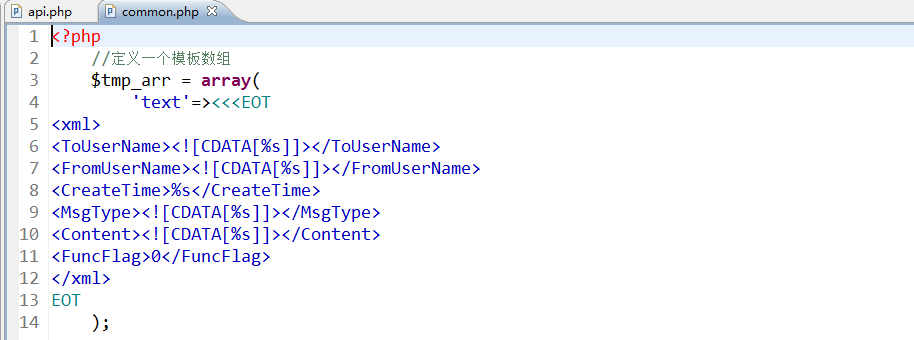 api.php common.php
1 <?php
2 //定义一个模板数组
3 $tmp_arr = array(
4 'text'=><<<EOT
5 <xml>
6 <ToUserName><![CDATA[%s]]></ToUserName>
7 <FromUserName><![CDATA[%s]]></FromUserName>
8 <CreateTime>%s</CreateTime>
9 <MsgType><![CDATA[%s]]></MsgType>
10 <Content><![CDATA[%s]]></Content>
11 <FuncFlag>0</FuncFlag>
12 </xml>
13 EOT
14 );